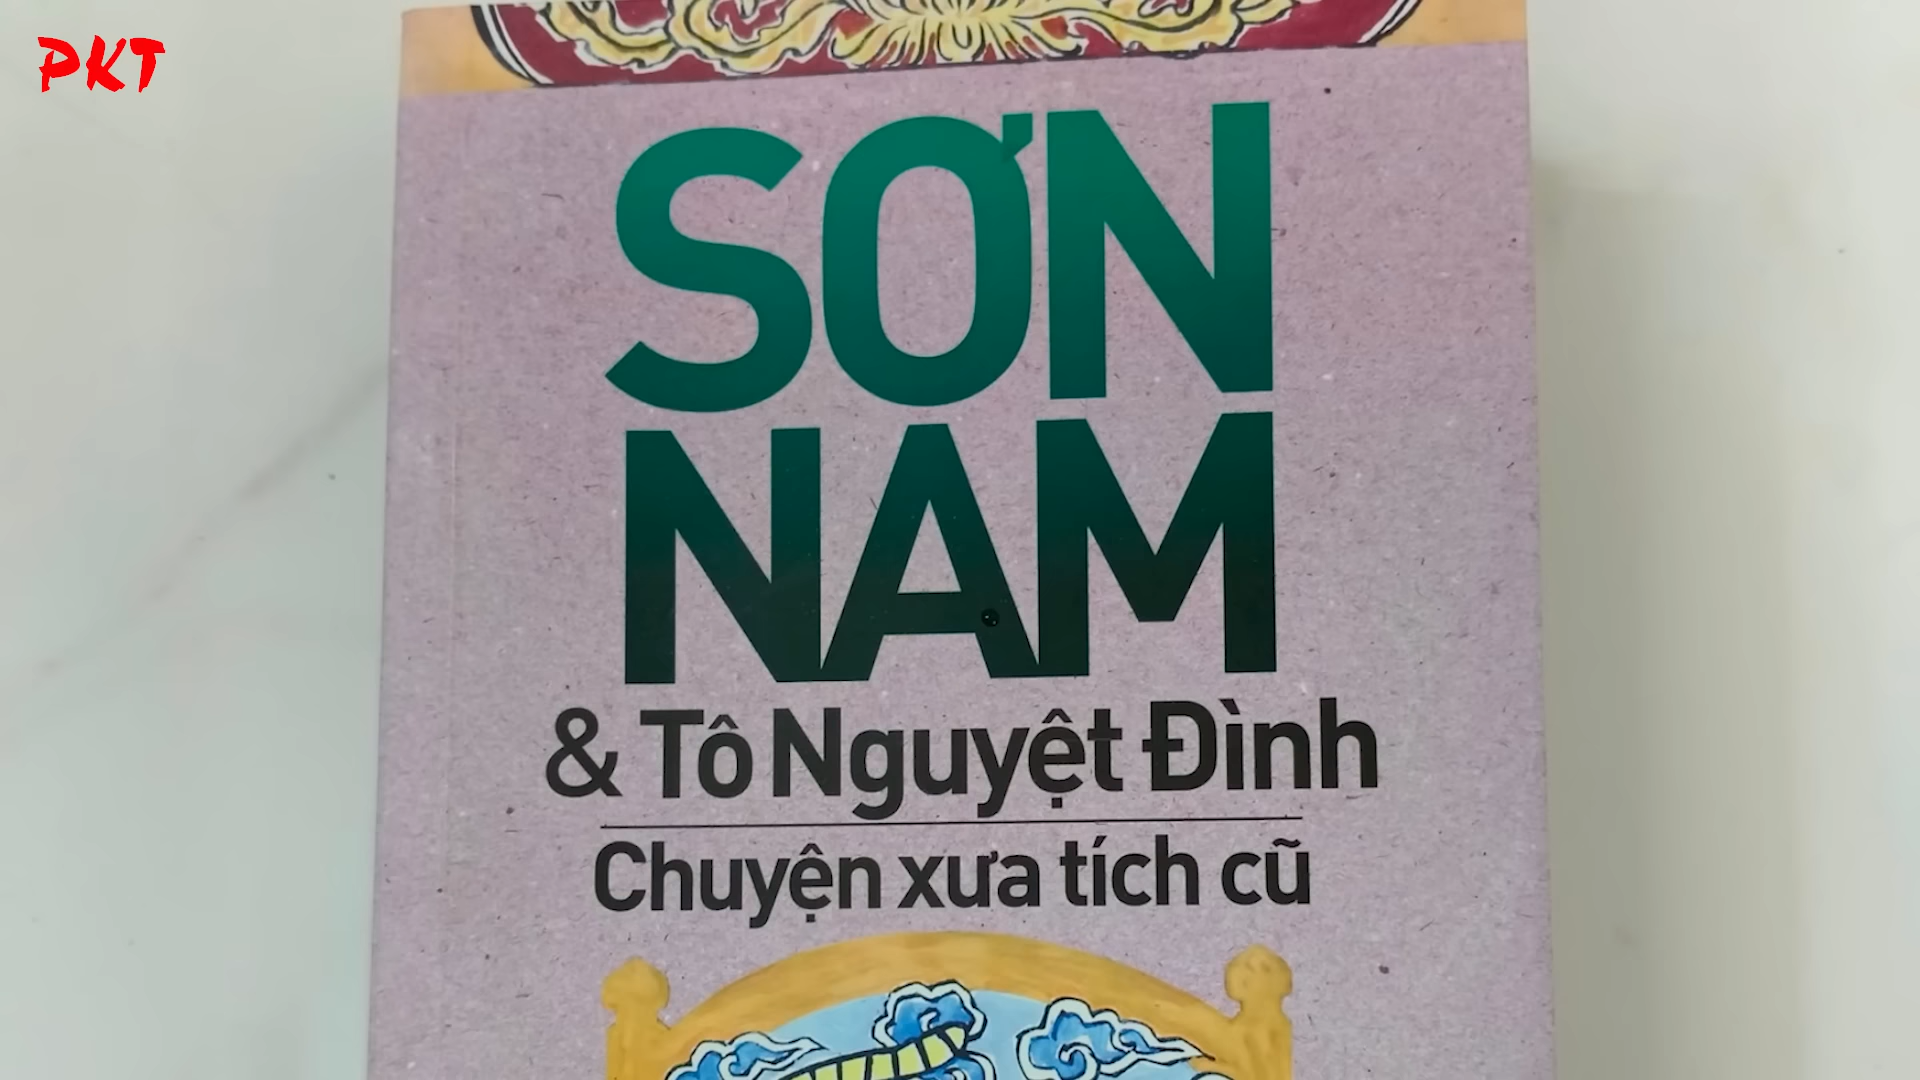 PKT
SƠN
NAM
& Tô Nguyệt Đình
Chuyện xưa tích cũ